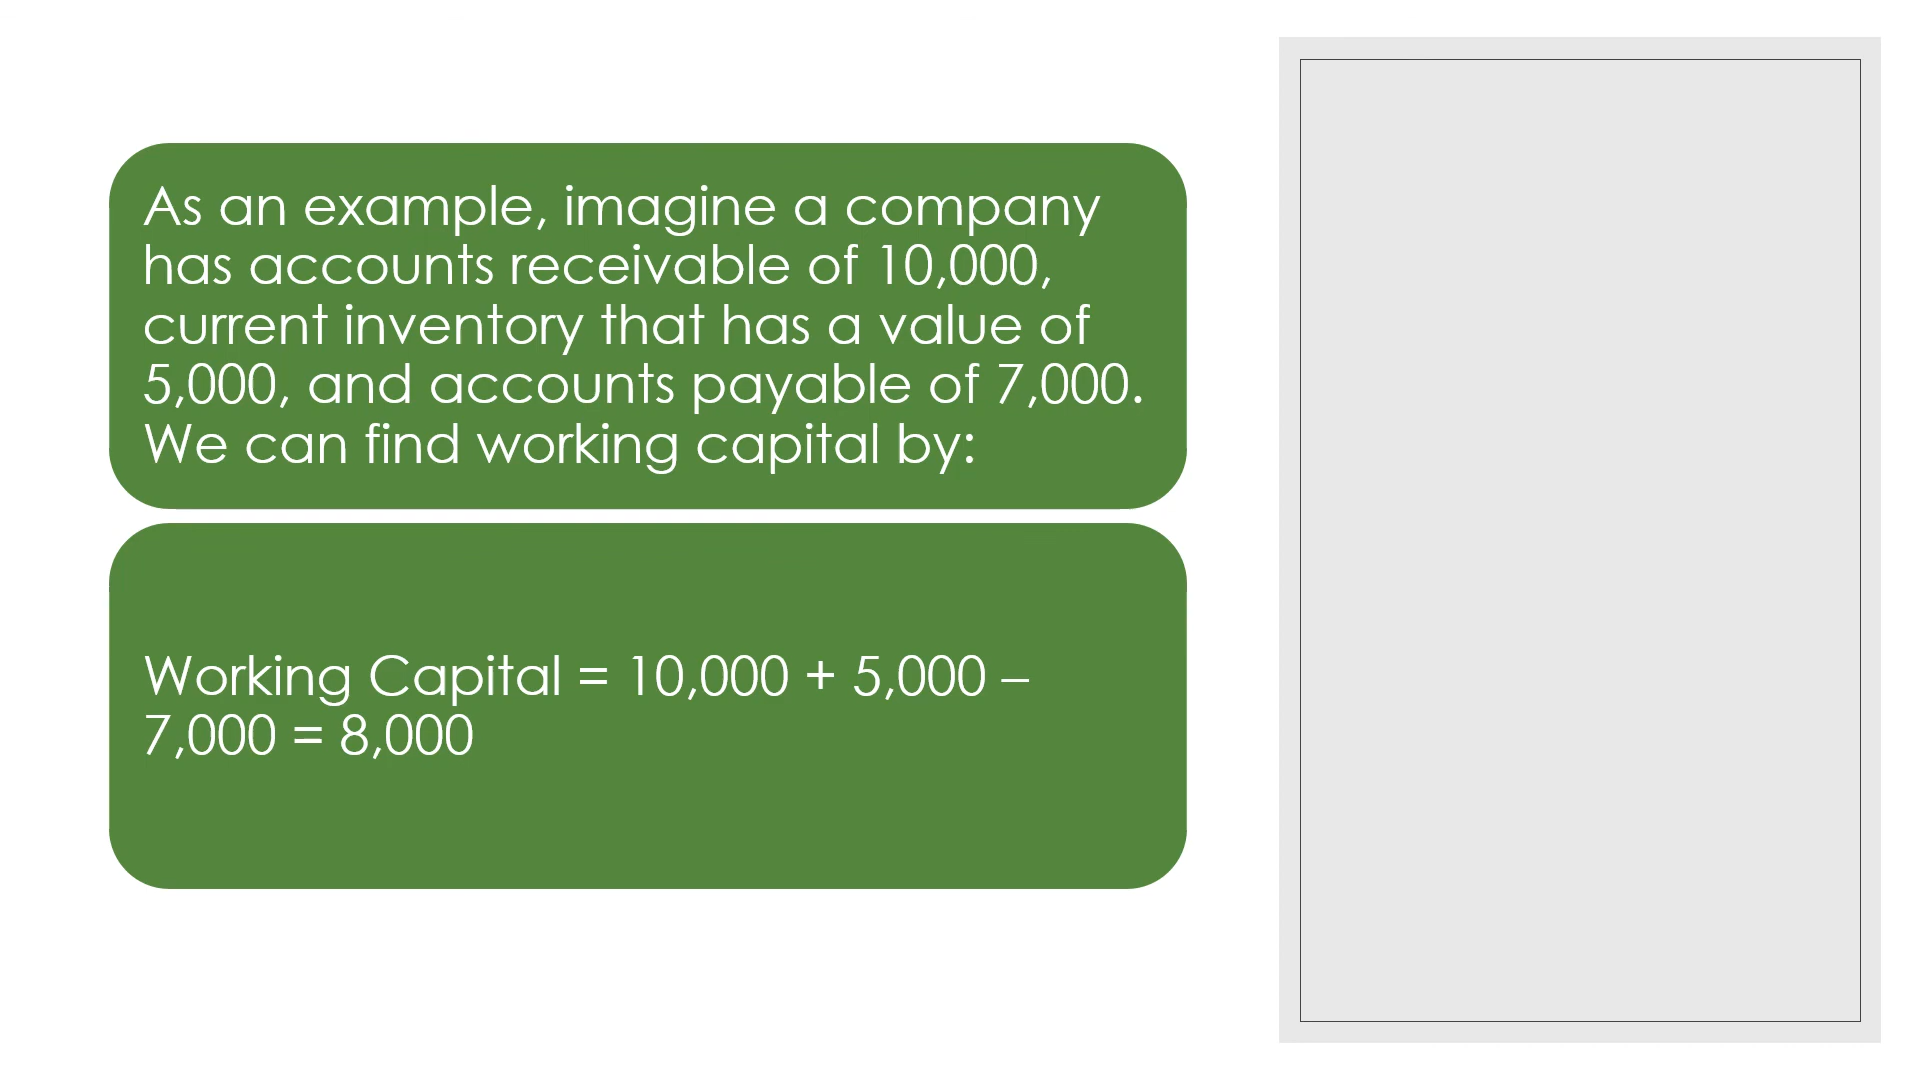 As an example, imagine a company
has accounts receivable of 10,000,
current inventory that has a value of
5,000, and accounts payable of 7,000.
We can find working capital by:
Working Capital = 10,000 + 5,000 –
7,000 = 8,000